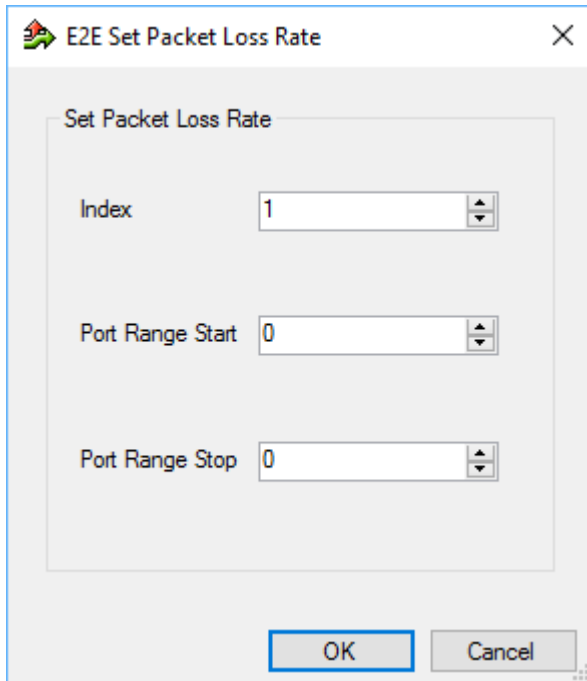 E2E Set Packet Loss Rate
Set Packet Loss Rate
Index 1
Port Range Start 0
Port Range Stop 0
OK Cancel